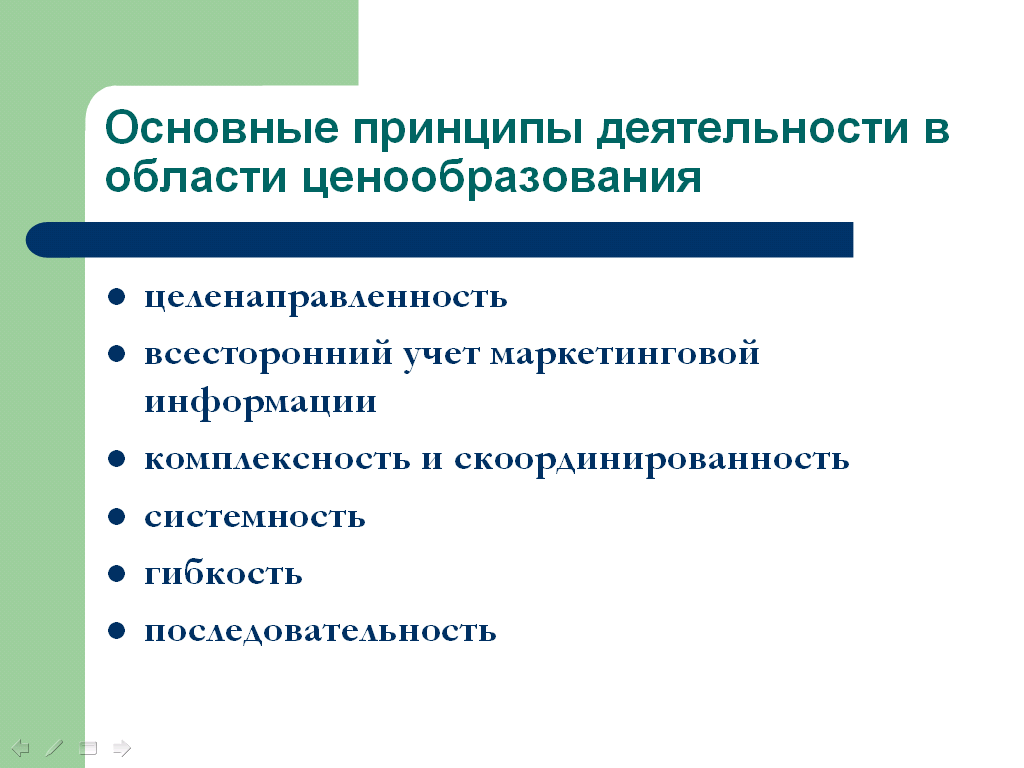 Основные принципы деятельности в
области ценообразования
целенаправленность
всесторонний учет маркетинговой
информации
комплексность и скоординированность
системность
гибкость
последовательность